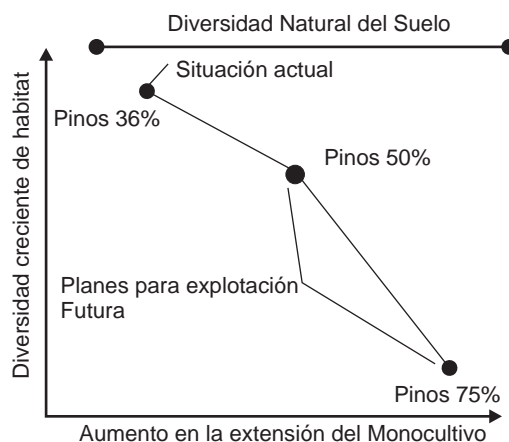 Diversidad Natural del Suelo
Situación actual
Pinos 36%
Pinos 50%
Planes para explotación
Futura
Pinos 75%
Diversidad creciente de habitat
Aumento en la extensión del Monocultivo